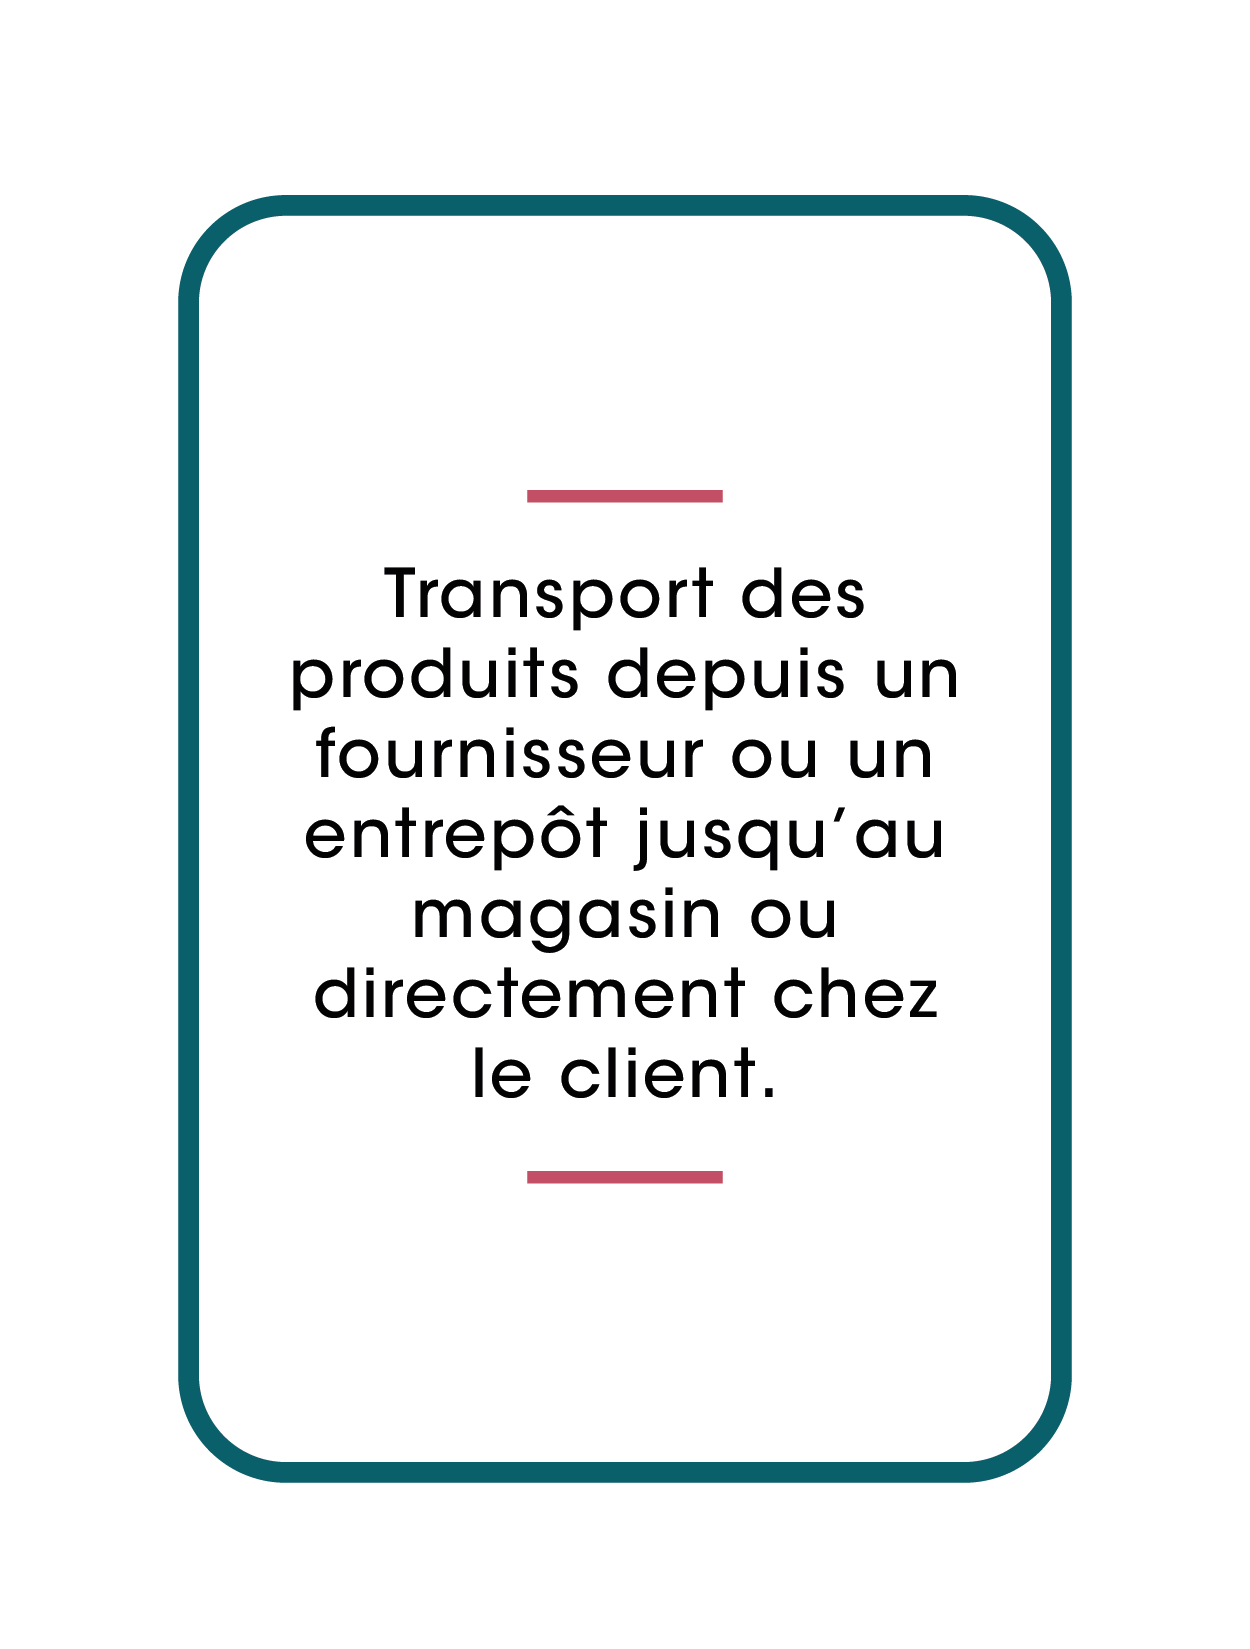 Transport des
produits depuis un
fournisseur ou un
entrepôt jusqu’au
magasin ou
directement chez
le client.